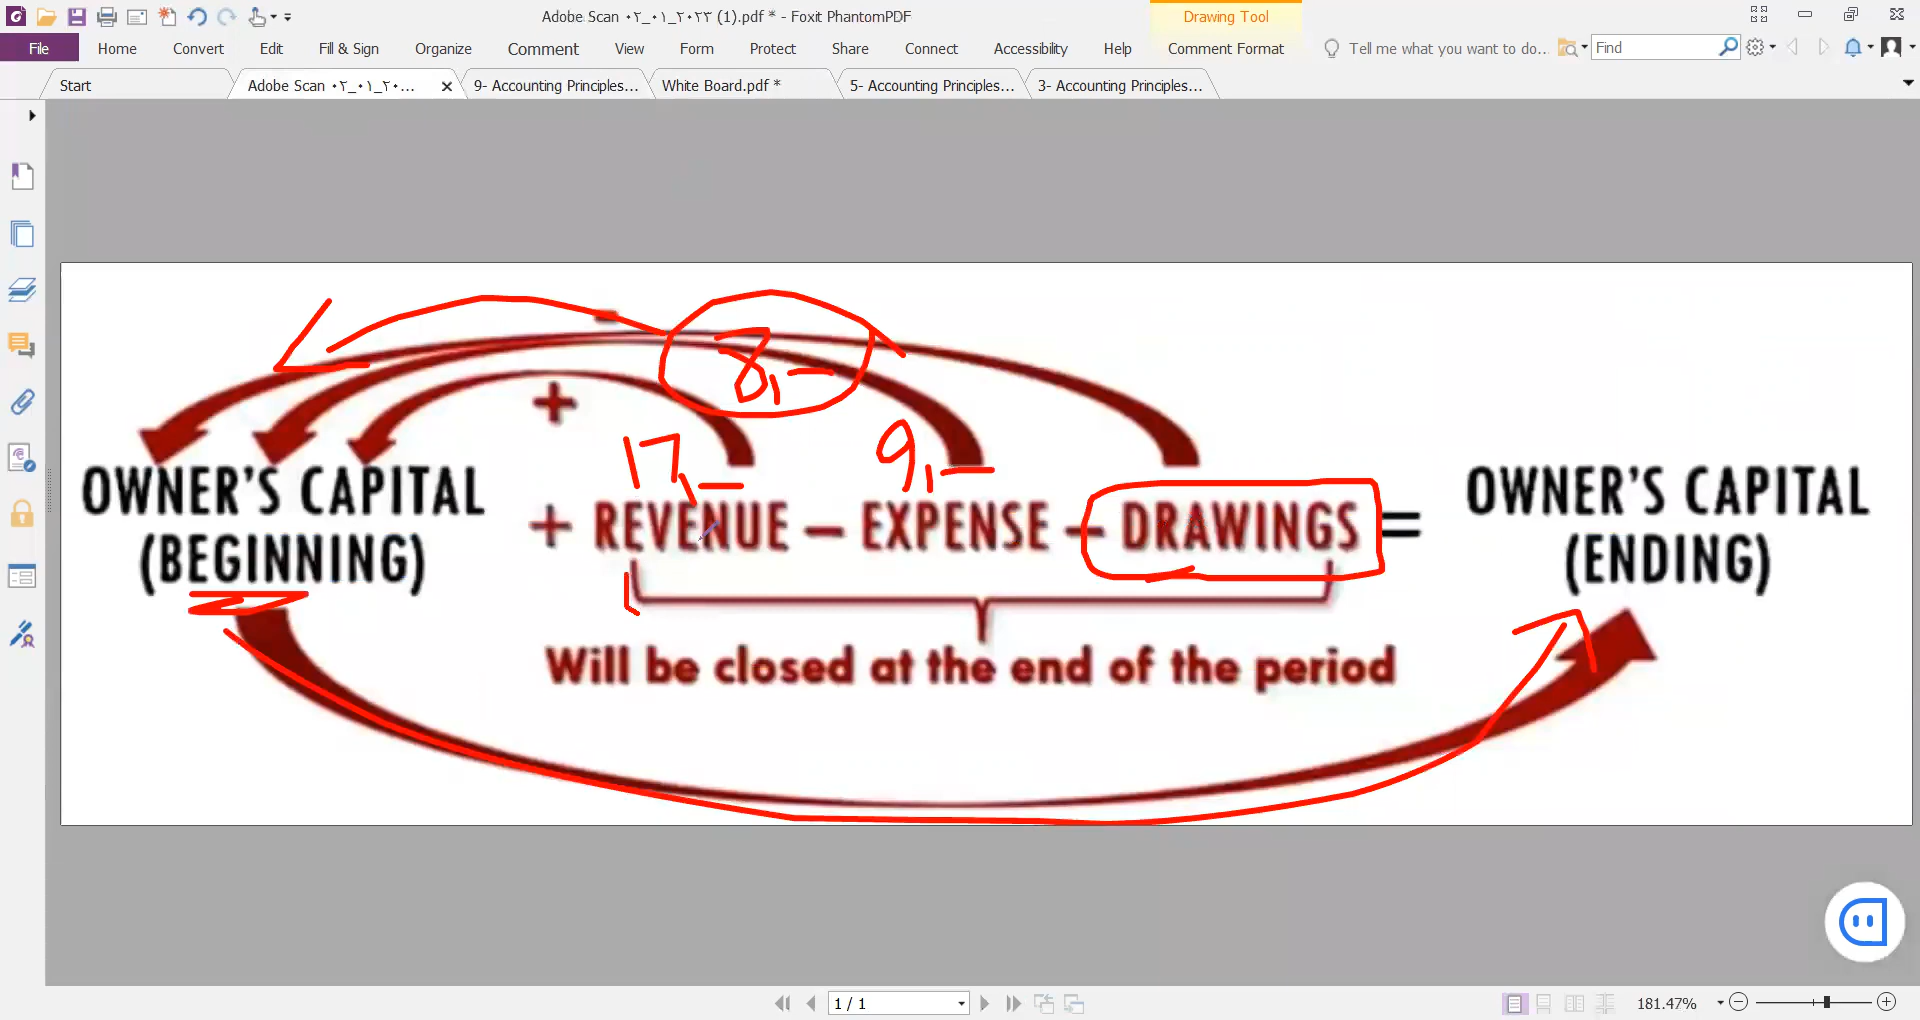 Adobe Scan ٠٢_٠١_٢٠٢٣ (1).pdf * - Foxit PhantomPDF
Drawing Tool
File Home Convert Edit Fill & Sign Organize Comment View Form Protect Share Connect Accessibility Help Comment Format Tell me what you want to do... Find
Start Adobe Scan ٠٢_٠١_٢٠... 9- Accounting Principles... White Board.pdf * 5- Accounting Principles... 3- Accounting Principles...
-
8,-
+
17,- 9,-
OWNER'S CAPITAL (BEGINNING)
+ REVENUE - EXPENSE - DRAWINGS =
OWNER'S CAPITAL (ENDING)
Will be closed at the end of the period
1 / 1 181.47%